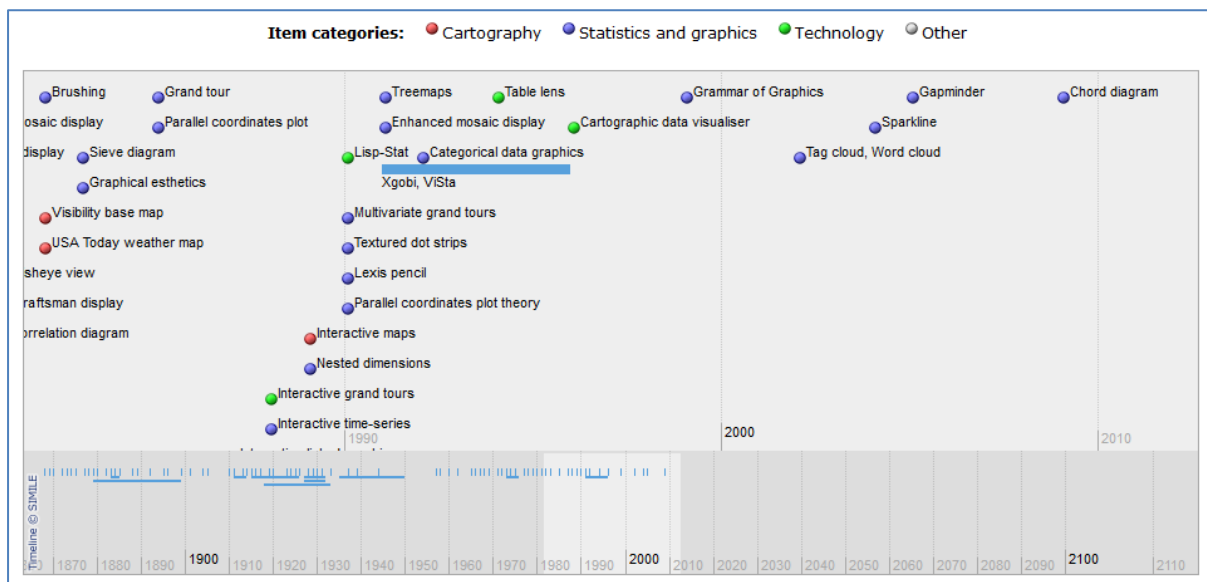 Item categories: Cartography Statistics and graphics Technology Other
Brushing Grand tour Treemaps Table lens Grammar of Graphics Gapminder Chord diagram
osaic display Parallel coordinates plot Enhanced mosaic display Cartographic data visualiser Sparkline
display Sieve diagram Lisp-Stat Categorical data graphics Tag cloud, Word cloud
Graphical esthetics Xgobi, ViSta
Visibility base map Multivariate grand tours
USA Today weather map Textured dot strips
sheye view Lexis pencil
raftsman display Parallel coordinates plot theory
orrelation diagram Interactive maps
Nested dimensions
Interactive grand tours
Interactive time-series
1990 2000 2010
Timeline © SIMILE
1870 1880 1890 1900 1910 1920 1930 1940 1950 1960 1970 1980 1990 2000 2010 2020 2030 2040 2050 2060 2070 2080 2090 2100 2110